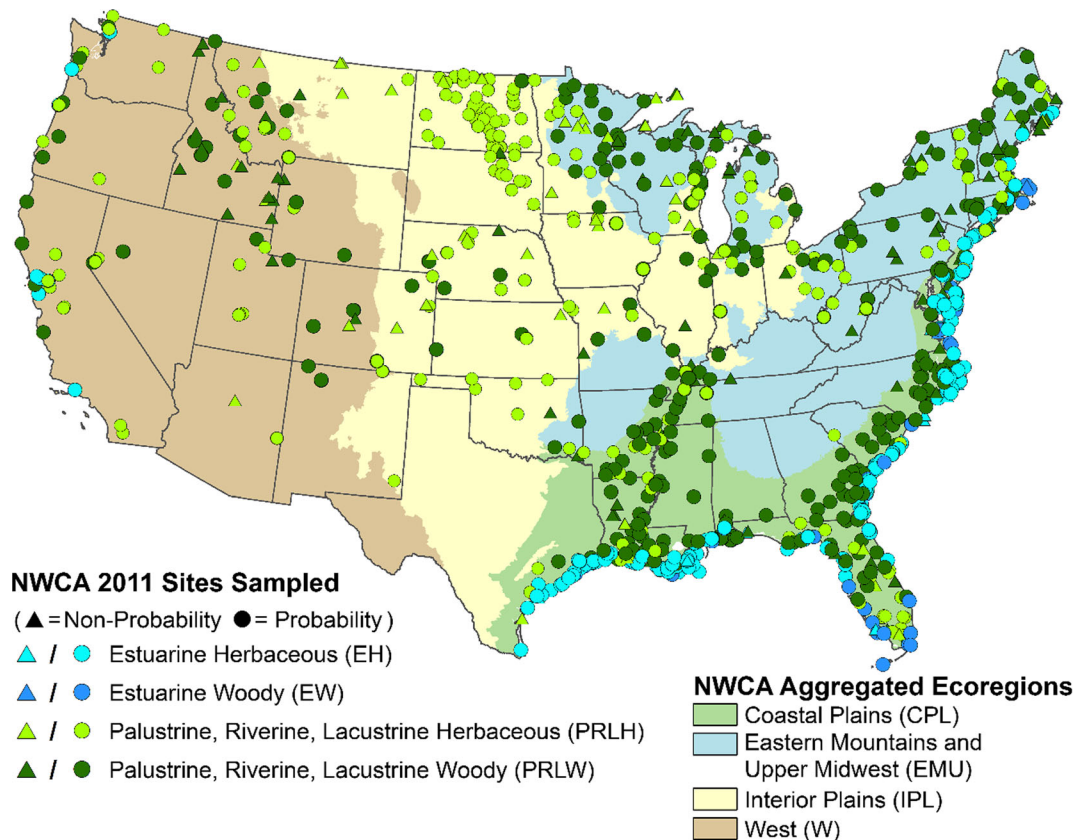 NWCA 2011 Sites Sampled
(▲=Non-Probability ●= Probability)
△ / ○ Estuarine Herbaceous (EH)
▲ / ● Estuarine Woody (EW)
△ / ○ Palustrine, Riverine, Lacustrine Herbaceous (PRLH)
▲ / ● Palustrine, Riverine, Lacustrine Woody (PRLW)
NWCA Aggregated Ecoregions
Coastal Plains (CPL)
Eastern Mountains and
Upper Midwest (EMU)
Interior Plains (IPL)
West (W)